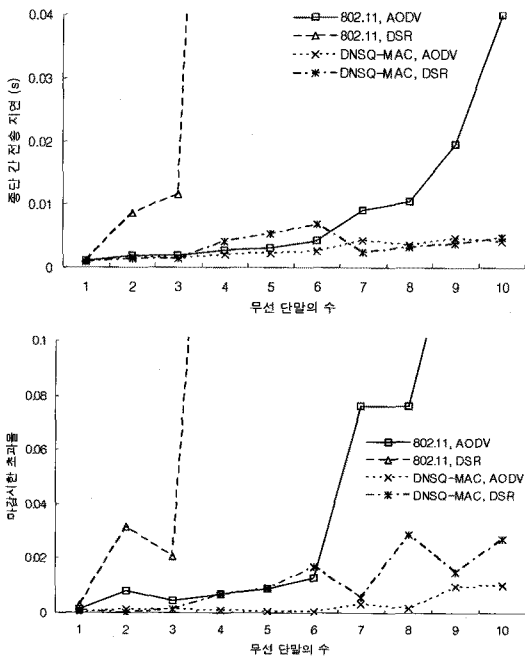 0.04
0.03
0.02
0.01
0
종단 간 전송 지연 (s)
802.11, AODV
802.11, DSR
DNSQ-MAC, AODV
DNSQ-MAC, DSR
1 2 3 4 5 6 7 8 9 10
무선 단말의 수
0.1
0.08
0.06
0.04
0.02
0
마감시한 초과율
802.11, AODV
802.11, DSR
DNSQ-MAC, AODV
DNSQ-MAC, DSR
1 2 3 4 5 6 7 8 9 10
무선 단말의 수